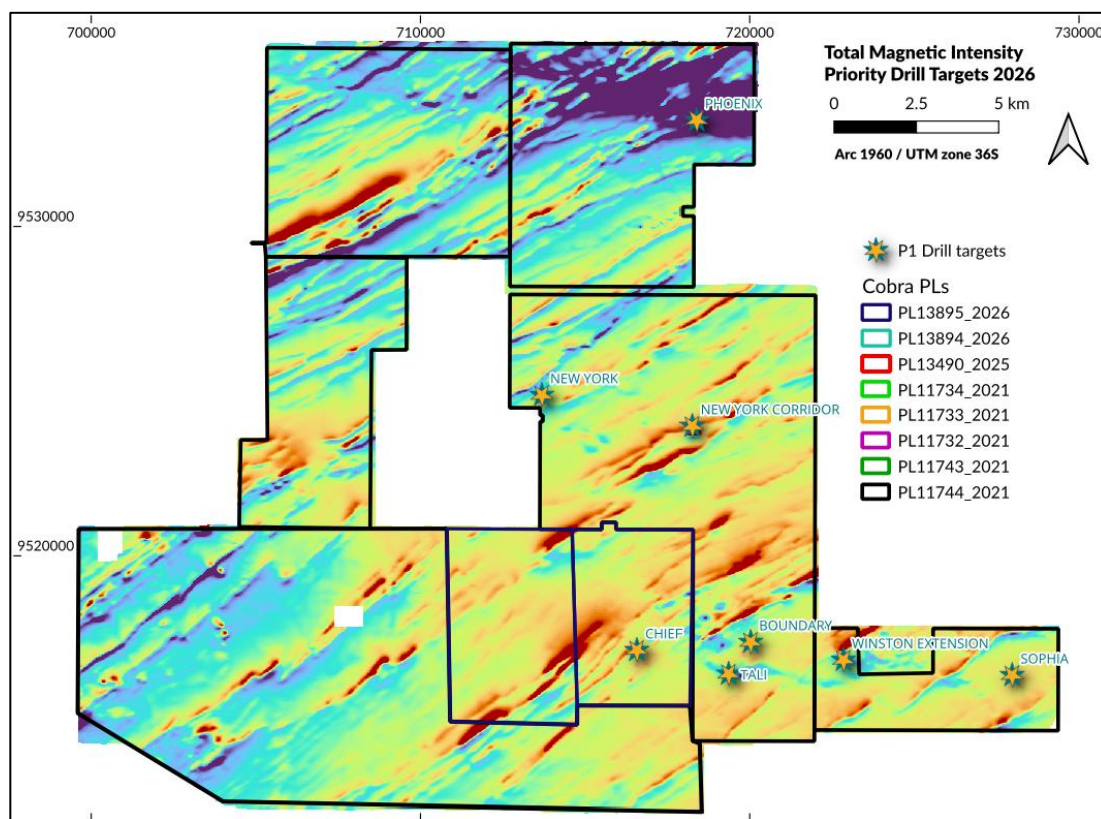 700000
710000
720000
730000
Total Magnetic Intensity
Priority Drill Targets 2026
0 2.5 5 km
Arc 1960 / UTM zone 36S
PHOENIX
9530000
P1 Drill targets
Cobra PLs
PL13895_2026
PL13894_2026
PL13490_2025
PL11734_2021
PL11733_2021
PL11732_2021
PL11743_2021
PL11744_2021
NEW YORK
NEW YORK CORRIDOR
9520000
CHIEF
BOUNDARY
TALI
WINSTON EXTENSION
SOPHIA